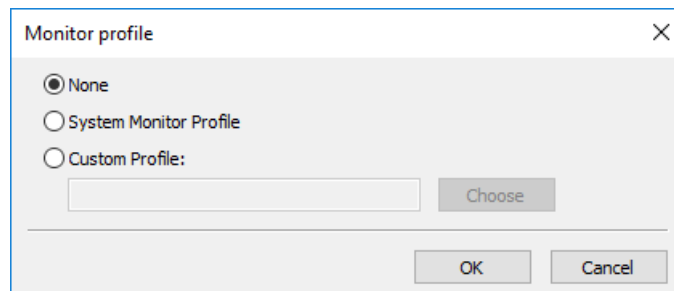 Monitor profile
None
System Monitor Profile
Custom Profile:
Choose
OK Cancel